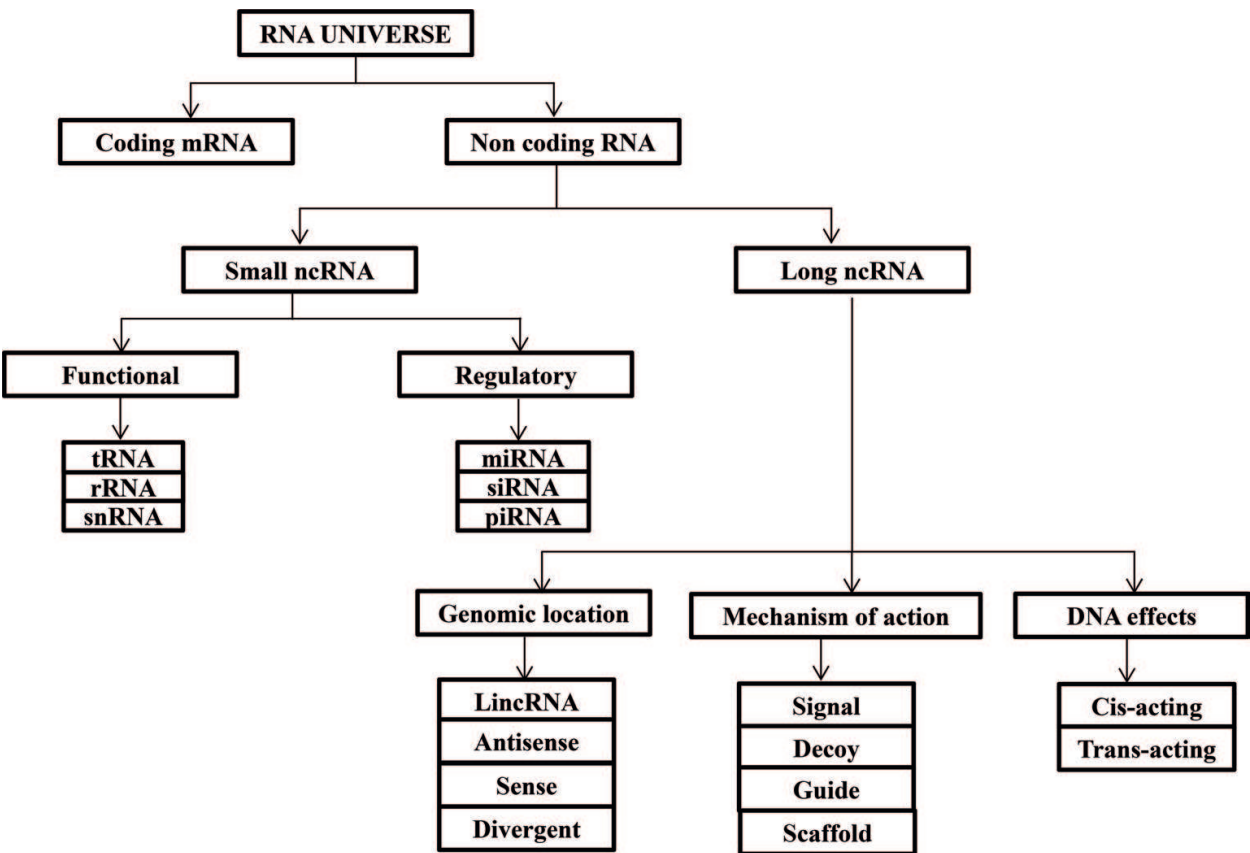 RNA UNIVERSE
Coding mRNA
Non coding RNA
Small ncRNA
Long ncRNA
Functional
Regulatory
tRNA
rRNA
snRNA
miRNA
siRNA
piRNA
Genomic location
Mechanism of action
DNA effects
LincRNA
Antisense
Sense
Divergent
Signal
Decoy
Guide
Scaffold
Cis-acting
Trans-acting